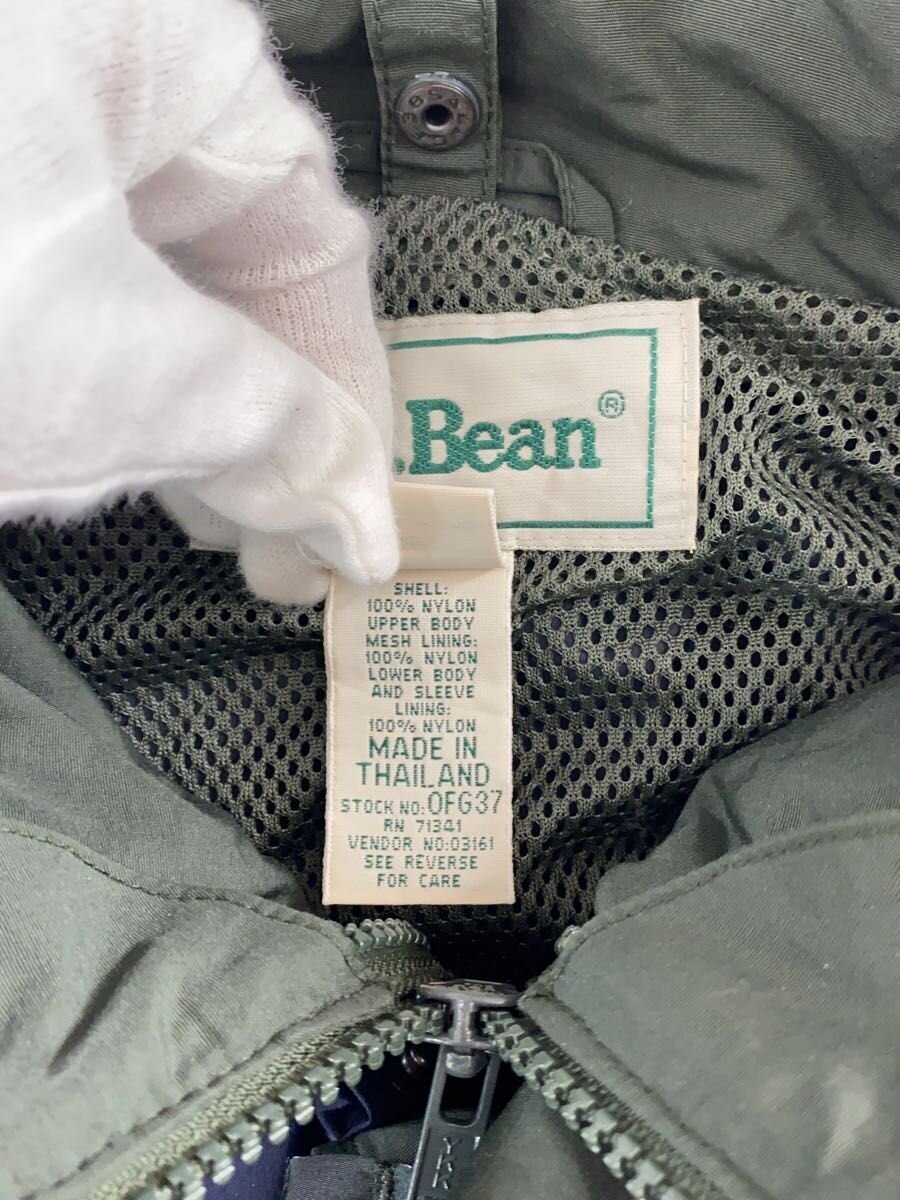 .Bean®
SHELL:
100% NYLON
UPPER BODY
MESH LINING:
100% NYLON
LOWER BODY
AND SLEEVE
LINING:
100% NYLON
MADE IN
THAILAND
STOCK NO: 0FG37
RN 71341
VENDOR NO:03161
SEE REVERSE
FOR CARE